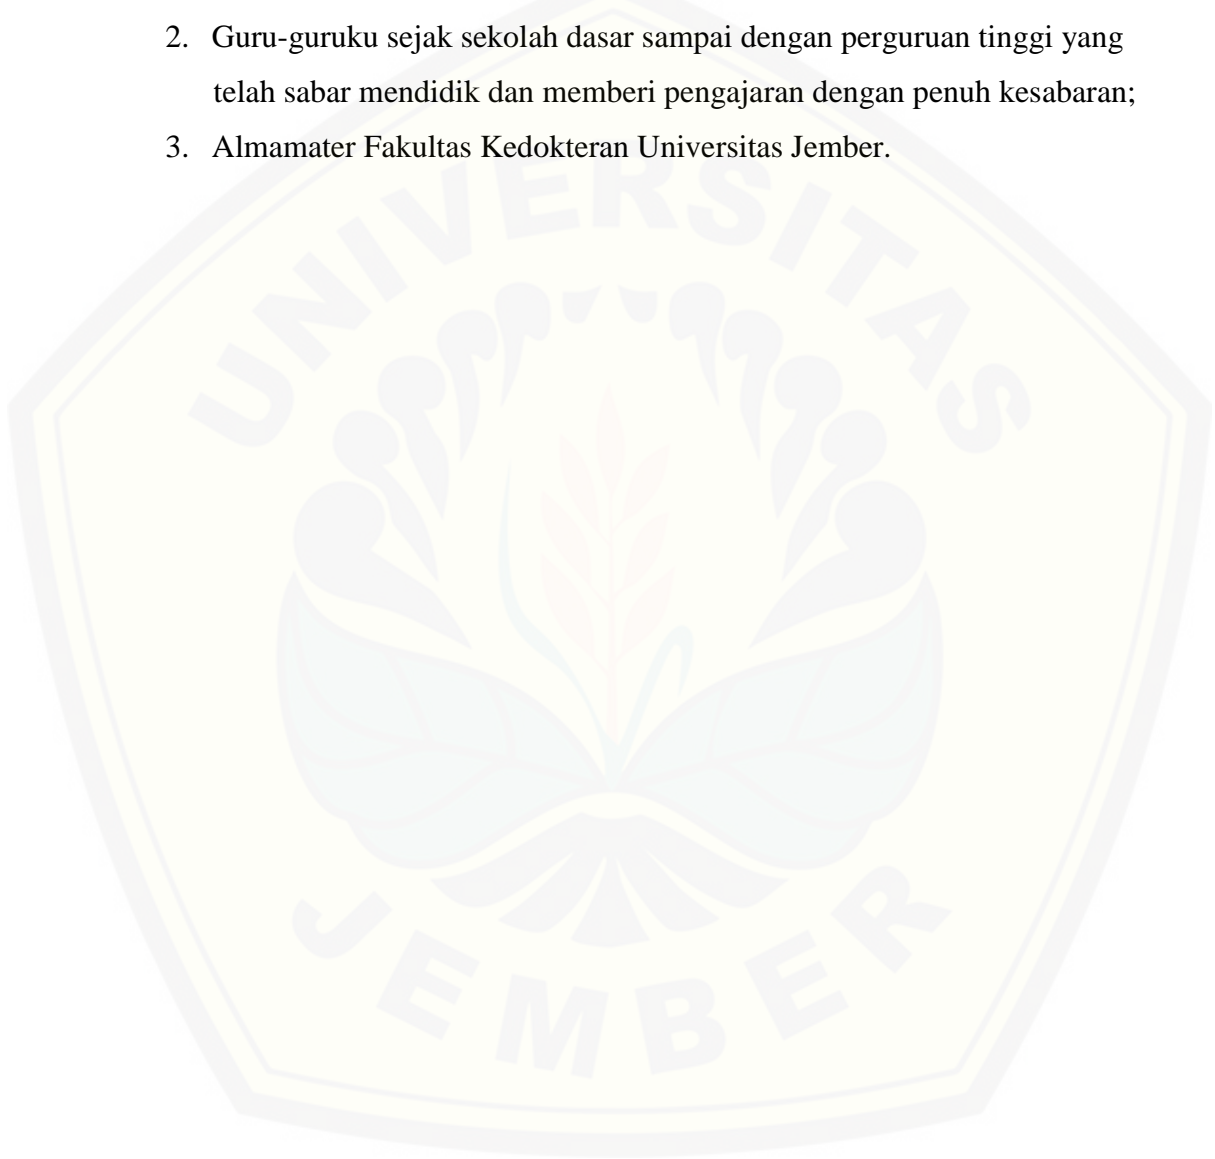 2. Guru-guruku sejak sekolah dasar sampai dengan perguruan tinggi yang
telah sabar mendidik dan memberi pengajaran dengan penuh kesabaran;
3. Almamater Fakultas Kedokteran Universitas Jember.
UNIVERSITAS
JEMBER